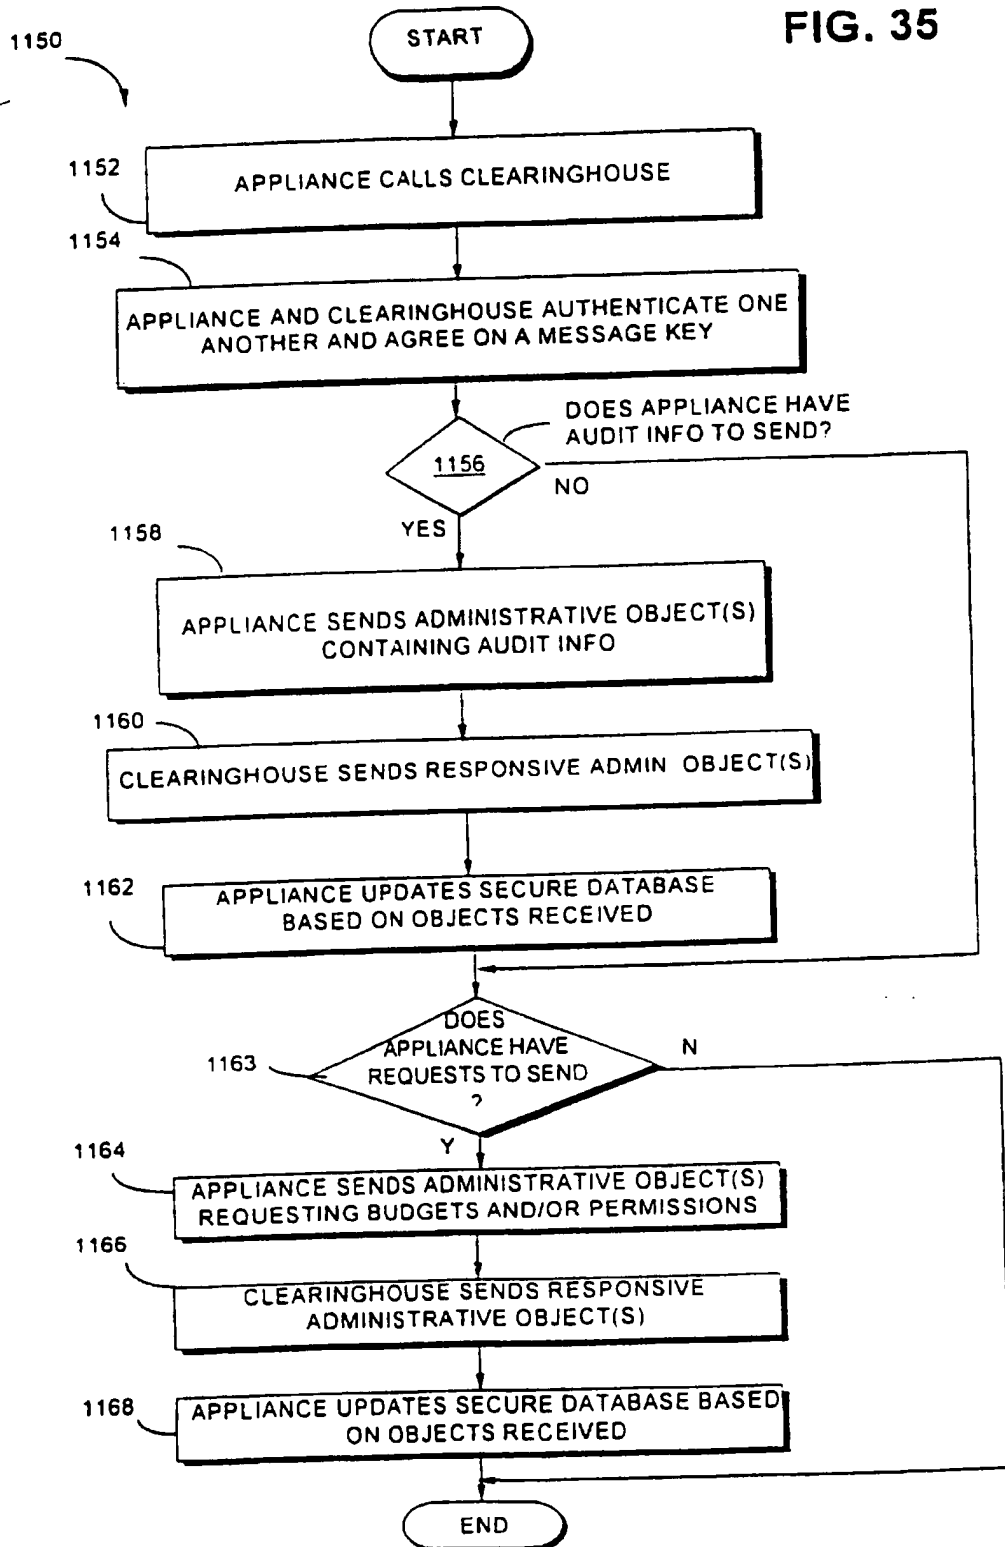 FIG. 35
1150
START
1152
APPLIANCE CALLS CLEARINGHOUSE
1154
APPLIANCE AND CLEARINGHOUSE AUTHENTICATE ONE
ANOTHER AND AGREE ON A MESSAGE KEY
DOES APPLIANCE HAVE
AUDIT INFO TO SEND?
1156
NO
YES
1158
APPLIANCE SENDS ADMINISTRATIVE OBJECT(S)
CONTAINING AUDIT INFO
1160
CLEARINGHOUSE SENDS RESPONSIVE ADMIN OBJECT(S)
1162
APPLIANCE UPDATES SECURE DATABASE
BASED ON OBJECTS RECEIVED
1163
DOES
APPLIANCE HAVE
REQUESTS TO SEND
?
N
Y
1164
APPLIANCE SENDS ADMINISTRATIVE OBJECT(S)
REQUESTING BUDGETS AND/OR PERMISSIONS
1166
CLEARINGHOUSE SENDS RESPONSIVE
ADMINISTRATIVE OBJECT(S)
1168
APPLIANCE UPDATES SECURE DATABASE BASED
ON OBJECTS RECEIVED
END